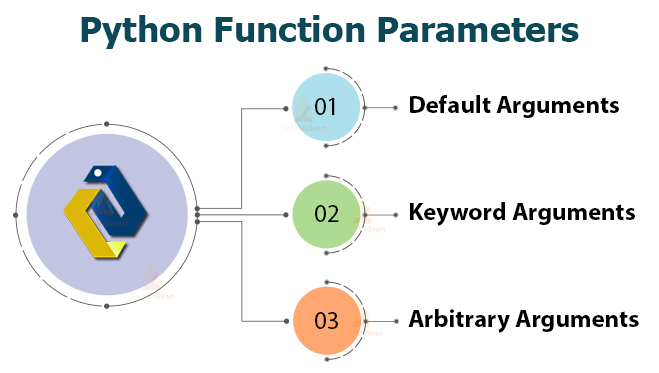 Python Function Parameters
01
Default Arguments
02
Keyword Arguments
03
Arbitrary Arguments